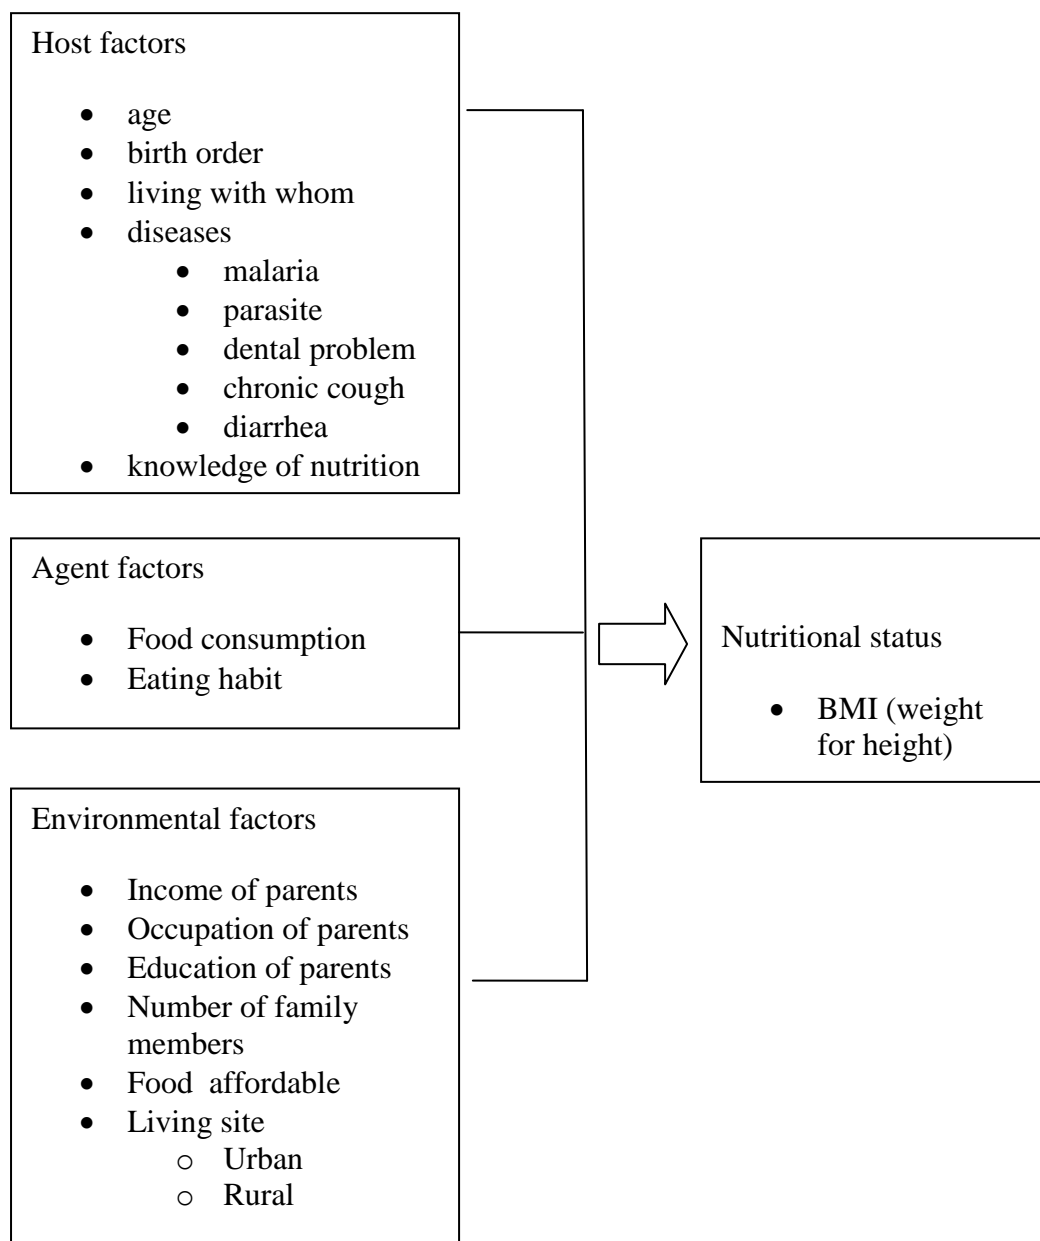 Host factors
• age
• birth order
• living with whom
• diseases
• malaria
• parasite
• dental problem
• chronic cough
• diarrhea
• knowledge of nutrition
Agent factors
• Food consumption
• Eating habit
Environmental factors
• Income of parents
• Occupation of parents
• Education of parents
• Number of family
members
• Food  affordable
• Living site
o Urban
o Rural
Nutritional status
• BMI (weight
for height)